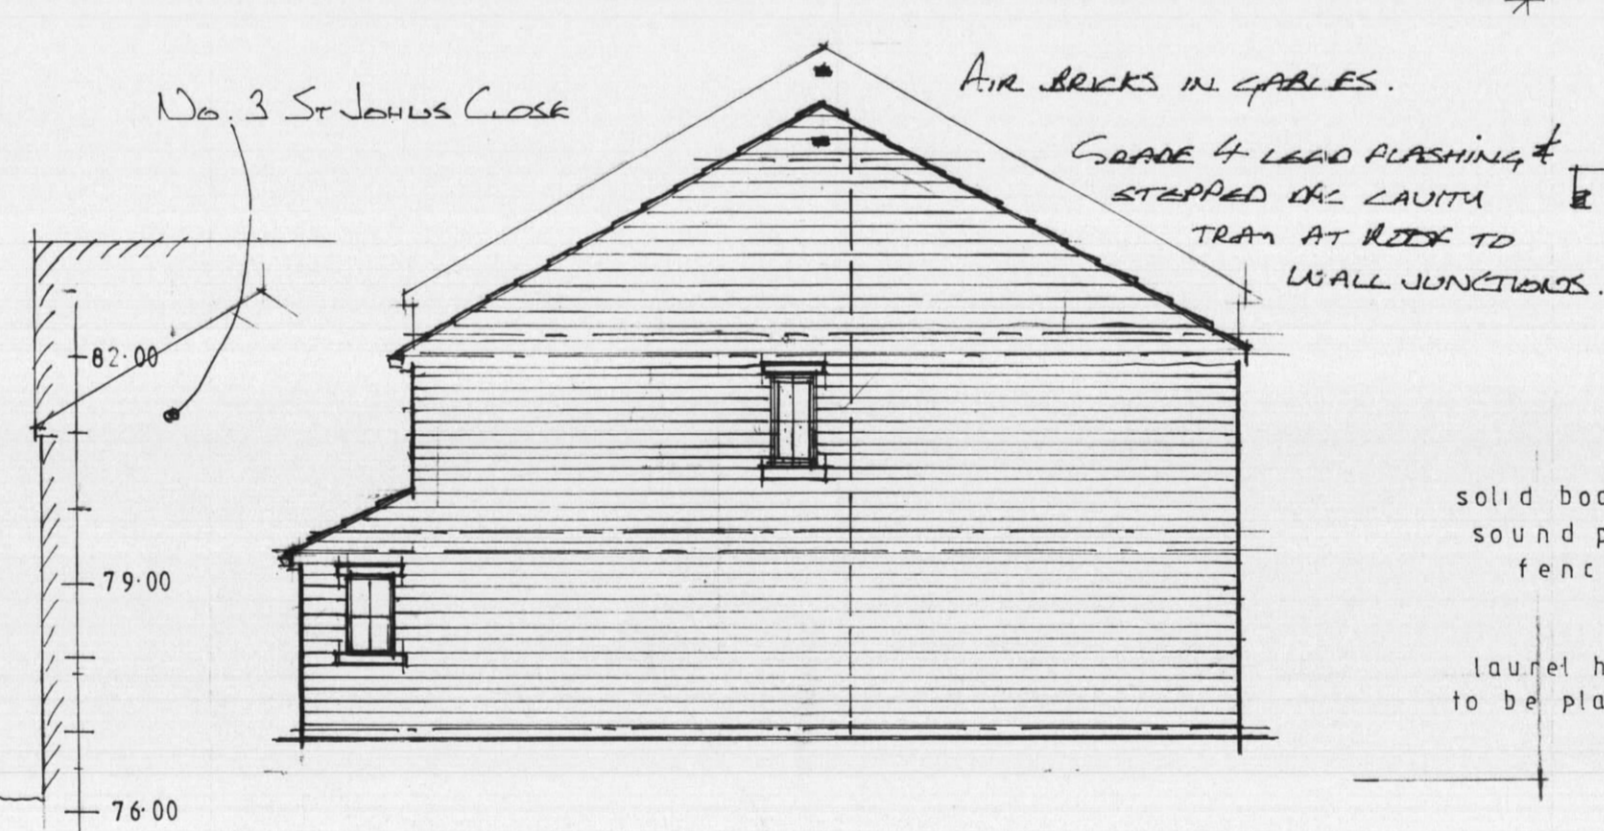 No. 3 ST JOHNS CLOSE
AIR BRICKS IN GABLES.
GRADE 4 LEAD FLASHING &
STEPPED DPC CAVITY
TRAY AT ROOF TO
WALL JUNCTIONS.
82·00
79·00
76·00
solid boa
sound p
fenc
laurel h
to be pla